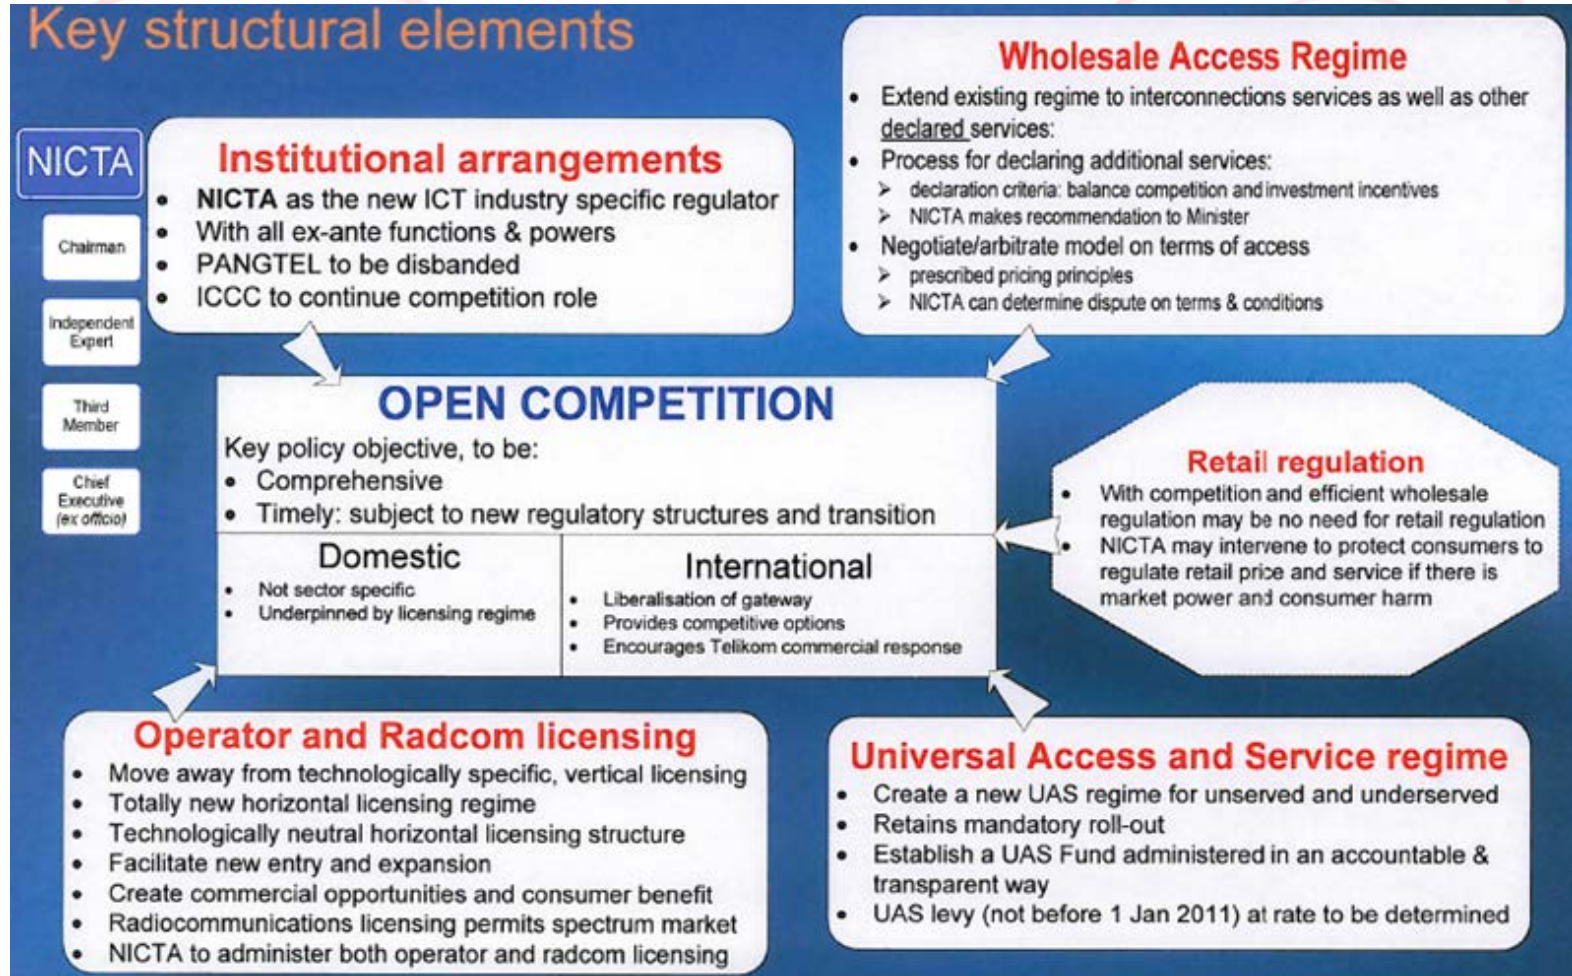 Key structural elements
NICTA
Chairman
Independent
Expert
Third
Member
Chief
Executive
(ex officio)
Institutional arrangements
• NICTA as the new ICT industry specific regulator
• With all ex-ante functions & powers
• PANGTEL to be disbanded
• ICCC to continue competition role
Wholesale Access Regime
• Extend existing regime to interconnections services as well as other
declared services:
• Process for declaring additional services:
➢ declaration criteria: balance competition and investment incentives
➢ NICTA makes recommendation to Minister
• Negotiate/arbitrate model on terms of access
➢ prescribed pricing principles
➢ NICTA can determine dispute on terms & conditions
OPEN COMPETITION
Key policy objective, to be:
• Comprehensive
• Timely: subject to new regulatory structures and transition
Domestic
• Not sector specific
• Underpinned by licensing regime
International
• Liberalisation of gateway
• Provides competitive options
• Encourages Telikom commercial response
Retail regulation
• With competition and efficient wholesale
regulation may be no need for retail regulation
• NICTA may intervene to protect consumers to
regulate retail price and service if there is
market power and consumer harm
Operator and Radcom licensing
• Move away from technologically specific, vertical licensing
• Totally new horizontal licensing regime
• Technologically neutral horizontal licensing structure
• Facilitate new entry and expansion
• Create commercial opportunities and consumer benefit
• Radiocommunications licensing permits spectrum market
• NICTA to administer both operator and radcom licensing
Universal Access and Service regime
• Create a new UAS regime for unserved and underserved
• Retains mandatory roll-out
• Establish a UAS Fund administered in an accountable &
transparent way
• UAS levy (not before 1 Jan 2011) at rate to be determined